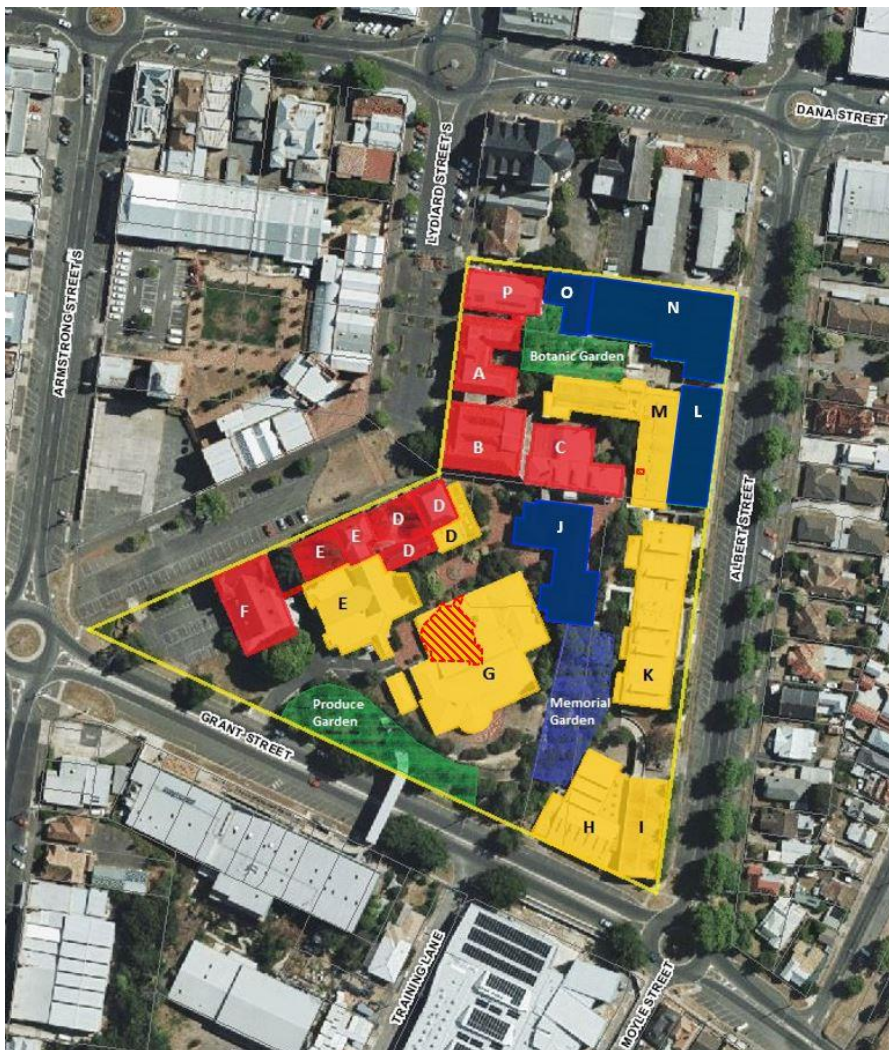 DANA STREET
LYDIARD STREET S
ARMSTRONG STREET S
P
O
N
Botanic Garden
A
M
L
B
C
D
D
D
D
E
E
J
ALBERT STREET
E
F
K
G
Produce
Garden
Memorial
Garden
GRANT STREET
H
I
TRAINING LANE
MOYLE STREET